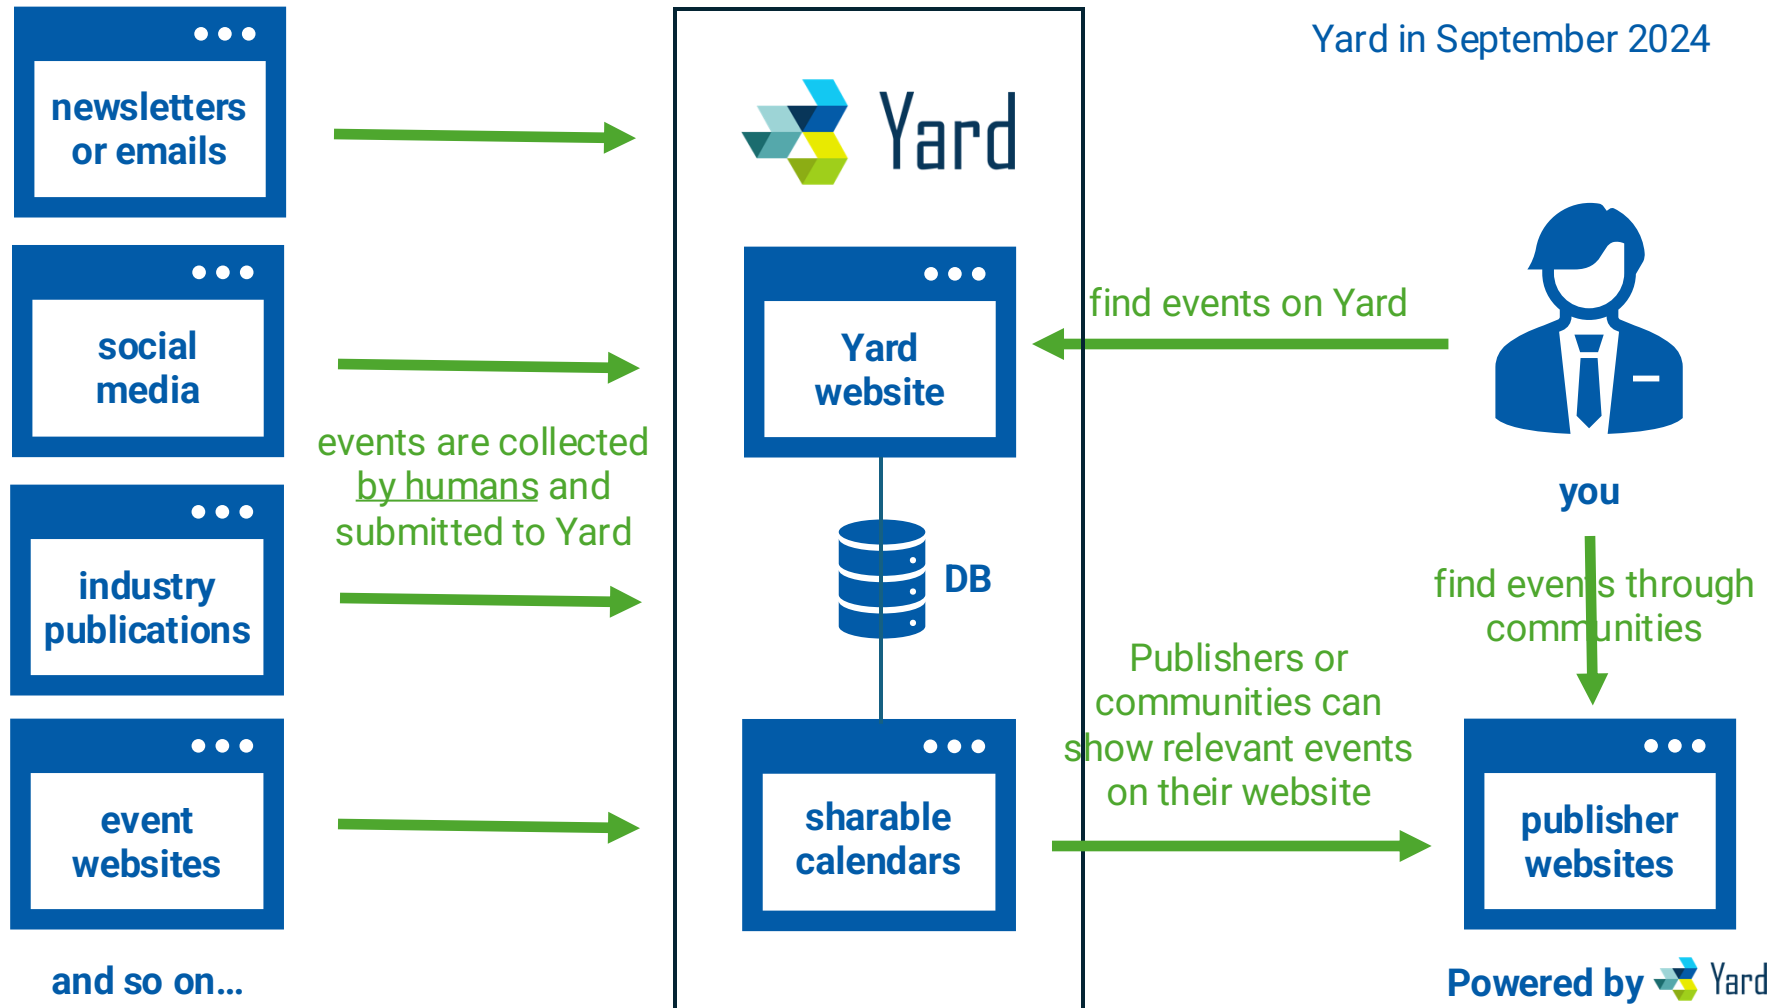 Yard in September 2024
newsletters
or emails
social
media
events are collected
by humans and
submitted to Yard
industry
publications
event
websites
and so on...
Yard
Yard
website
DB
sharable
calendars
find events on Yard
you
find events through
communities
Publishers or
communities can
show relevant events
on their website
publisher
websites
Powered by Yard